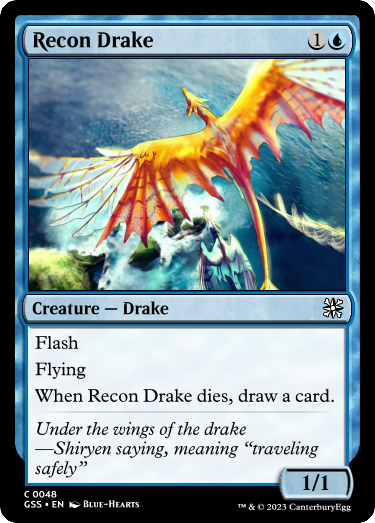 Recon Drake 1
Creature — Drake
Flash
Flying
When Recon Drake dies, draw a card.
Under the wings of the drake
—Shiryen saying, meaning “traveling
safely”
1/1
C 0048
GSS • EN Blue-Hearts
™ & © 2023 CanterburyEgg